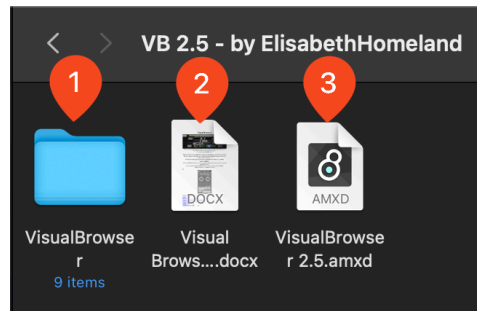 VB 2.5 - by ElisabethHomeland
1
2
3
DOCX
AMXD
VisualBrowse
r
9 items
Visual
Brows....docx
VisualBrowse
r 2.5.amxd